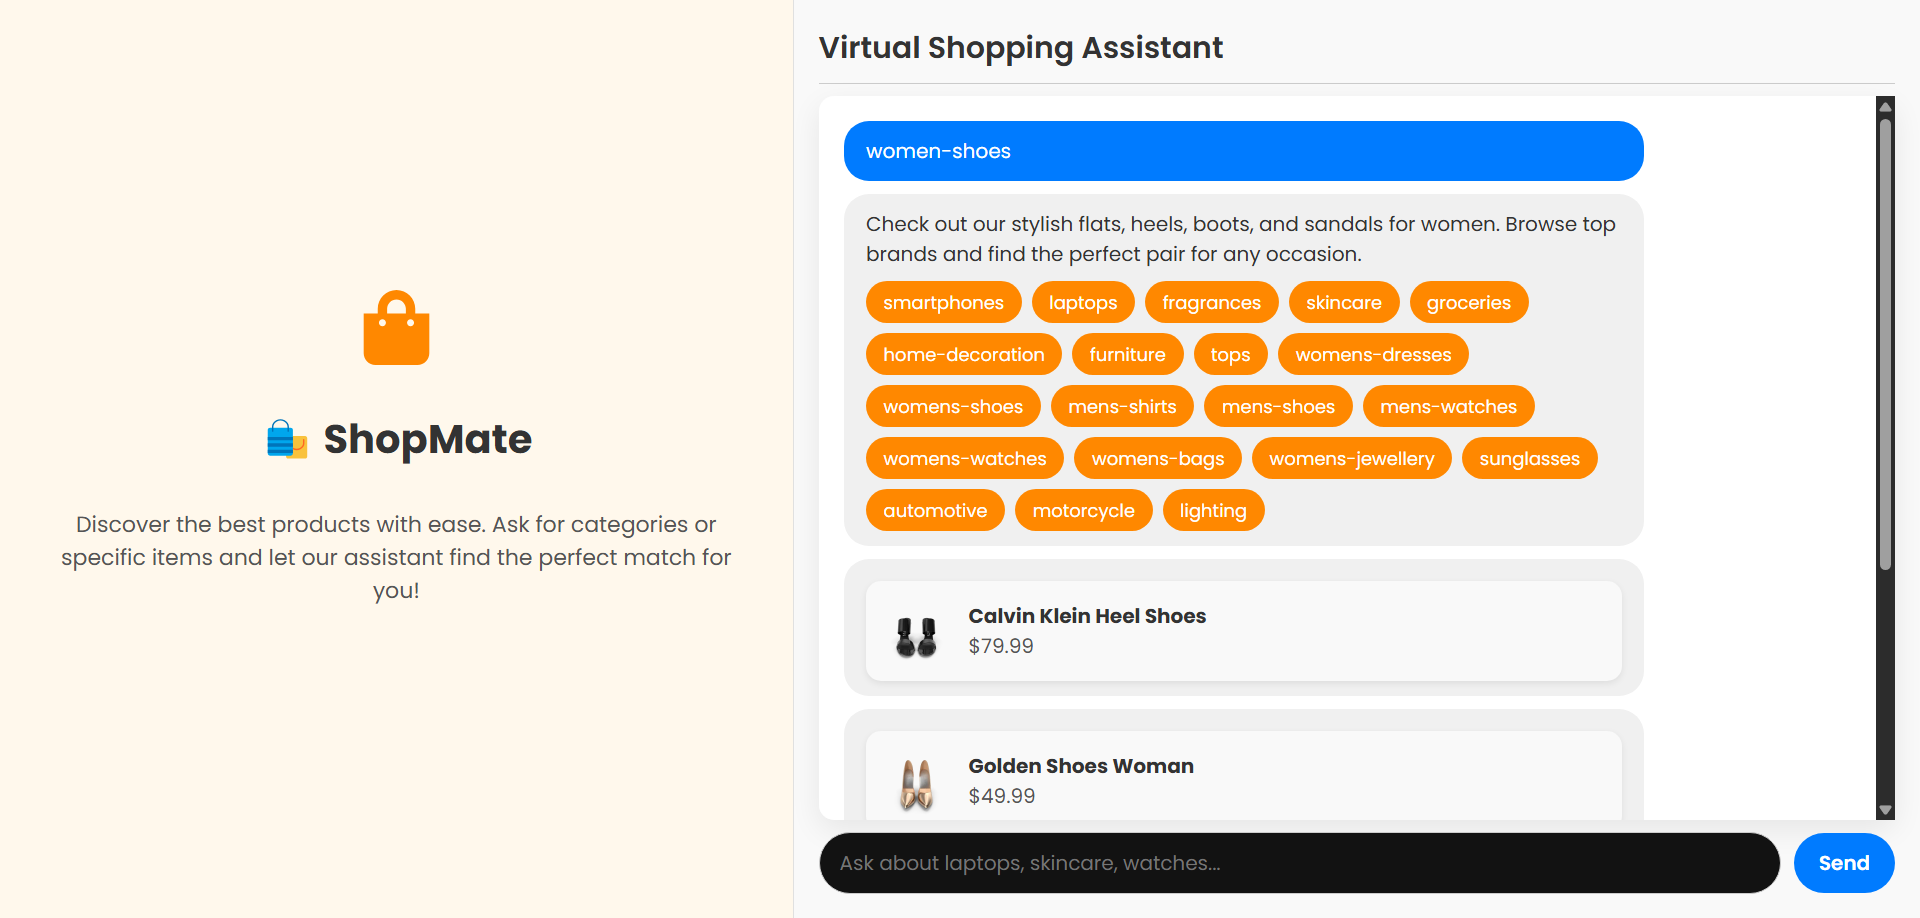 ShopMate
Discover the best products with ease. Ask for categories or
specific items and let our assistant find the perfect match for
you!
Virtual Shopping Assistant
women-shoes
Check out our stylish flats, heels, boots, and sandals for women. Browse top
brands and find the perfect pair for any occasion.
smartphones laptops fragrances skincare groceries
home-decoration furniture tops womens-dresses
womens-shoes mens-shirts mens-shoes mens-watches
womens-watches womens-bags womens-jewellery sunglasses
automotive motorcycle lighting
Calvin Klein Heel Shoes
$79.99
Golden Shoes Woman
$49.99
Ask about laptops, skincare, watches...
Send